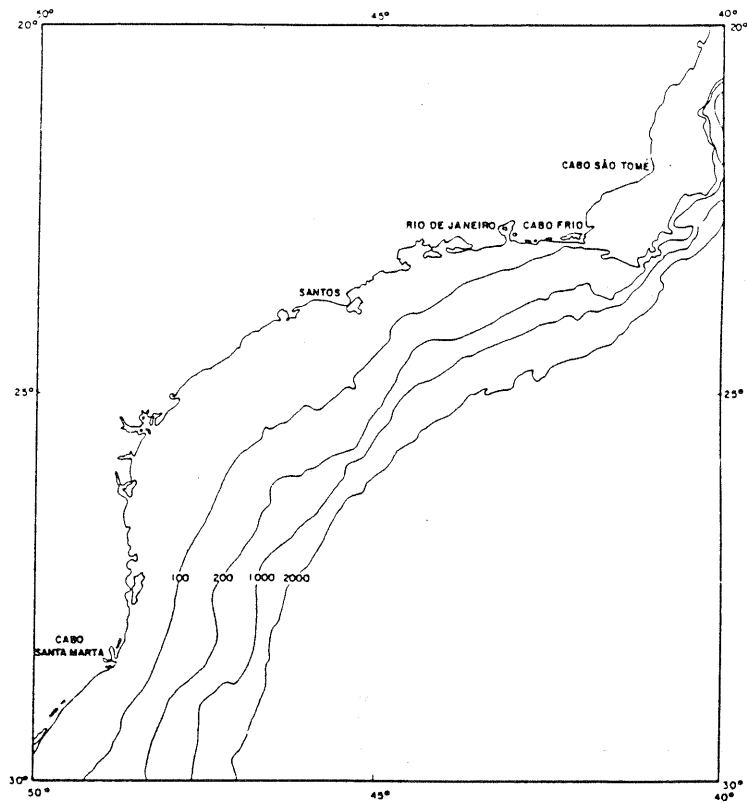 50° 45° 40°
20° 20°
CABO SÃO TOMÉ
RIO DE JANEIRO CABO FRIO
SANTOS
25° 25°
100 200 1000 2000
CABO
SANTA MARTA
30° 30°
50° 45° 40°